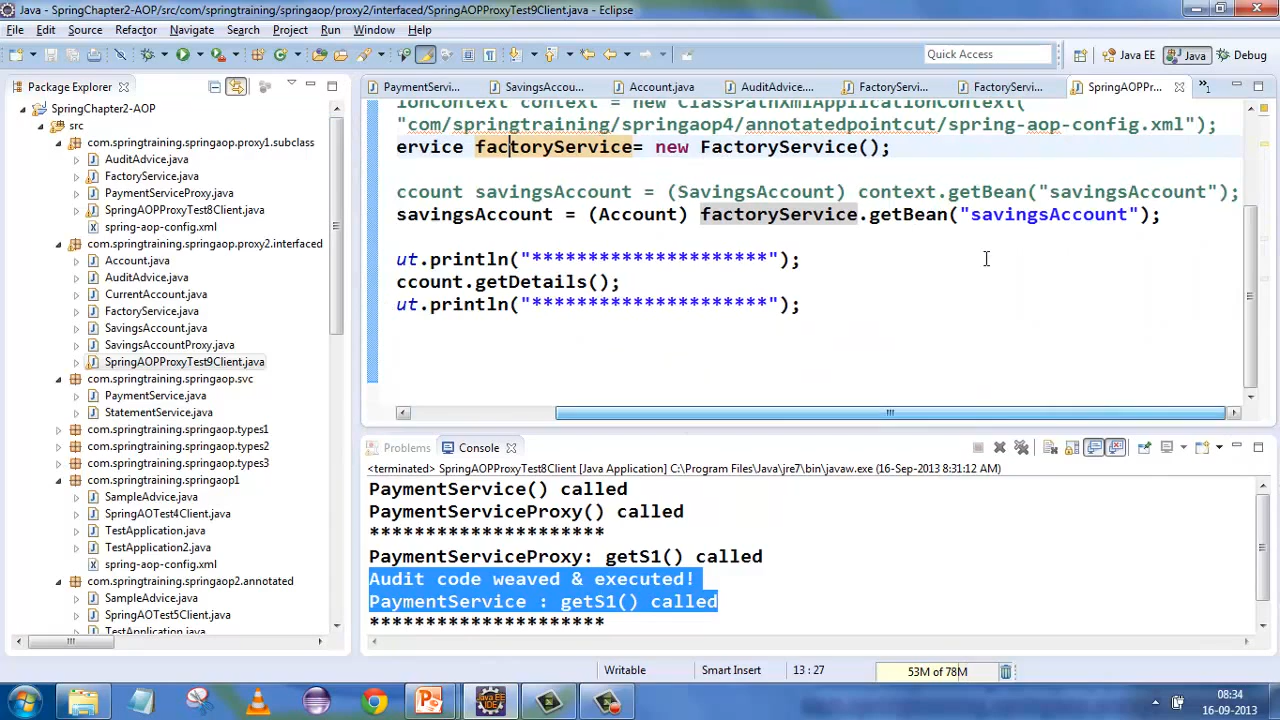 Java - SpringChapter2-AOP/src/com/springtraining/springaop/proxy2/interfaced/SpringAOPProxyTest9Client.java - Eclipse
File Edit Source Refactor Navigate Search Project Run Window Help
Quick Access
Java EE
Java
Debug
Package Explorer
PaymentServi...
SavingsAccou...
Account.java
AuditAdvice....
FactoryServi...
FactoryServi...
SpringAOPPr...
SpringChapter2-AOP
src
com.springtraining.springaop.proxy1.subclass
AuditAdvice.java
FactoryService.java
PaymentServiceProxy.java
SpringAOPProxyTest8Client.java
spring-aop-config.xml
com.springtraining.springaop.proxy2.interfaced
Account.java
AuditAdvice.java
CurrentAccount.java
FactoryService.java
SavingsAccount.java
SavingsAccountProxy.java
SpringAOPProxyTest9Client.java
com.springtraining.springaop.svc
PaymentService.java
StatementService.java
com.springtraining.springaop.types1
com.springtraining.springaop.types2
com.springtraining.springaop.types3
com.springtraining.springaop1
SampleAdvice.java
SpringAOTest4Client.java
TestApplication.java
TestApplication2.java
spring-aop-config.xml
com.springtraining.springaop2.annotated
SampleAdvice.java
SpringAOTest5Client.java
TestApplication.java
ionContext context = new ClassPathXmlApplicationContext(
"com/springtraining/springaop4/annotatedpointcut/spring-aop-config.xml");
ervice factoryService= new FactoryService();
ccount savingsAccount = (SavingsAccount) context.getBean("savingsAccount");
savingsAccount = (Account) factoryService.getBean("savingsAccount");
ut.println("*********************");
ccount.getDetails();
ut.println("*********************");
Problems
Console
<terminated> SpringAOPProxyTest8Client [Java Application] C:\Program Files\Java\jre7\bin\javaw.exe (16-Sep-2013 8:31:12 AM)
PaymentService() called
PaymentServiceProxy() called
*********************
PaymentServiceProxy: getS1() called
Audit code weaved & executed!
PaymentService : getS1() called
*********************
Writable
Smart Insert
13 : 27
53M of 78M
08:34
16-09-2013